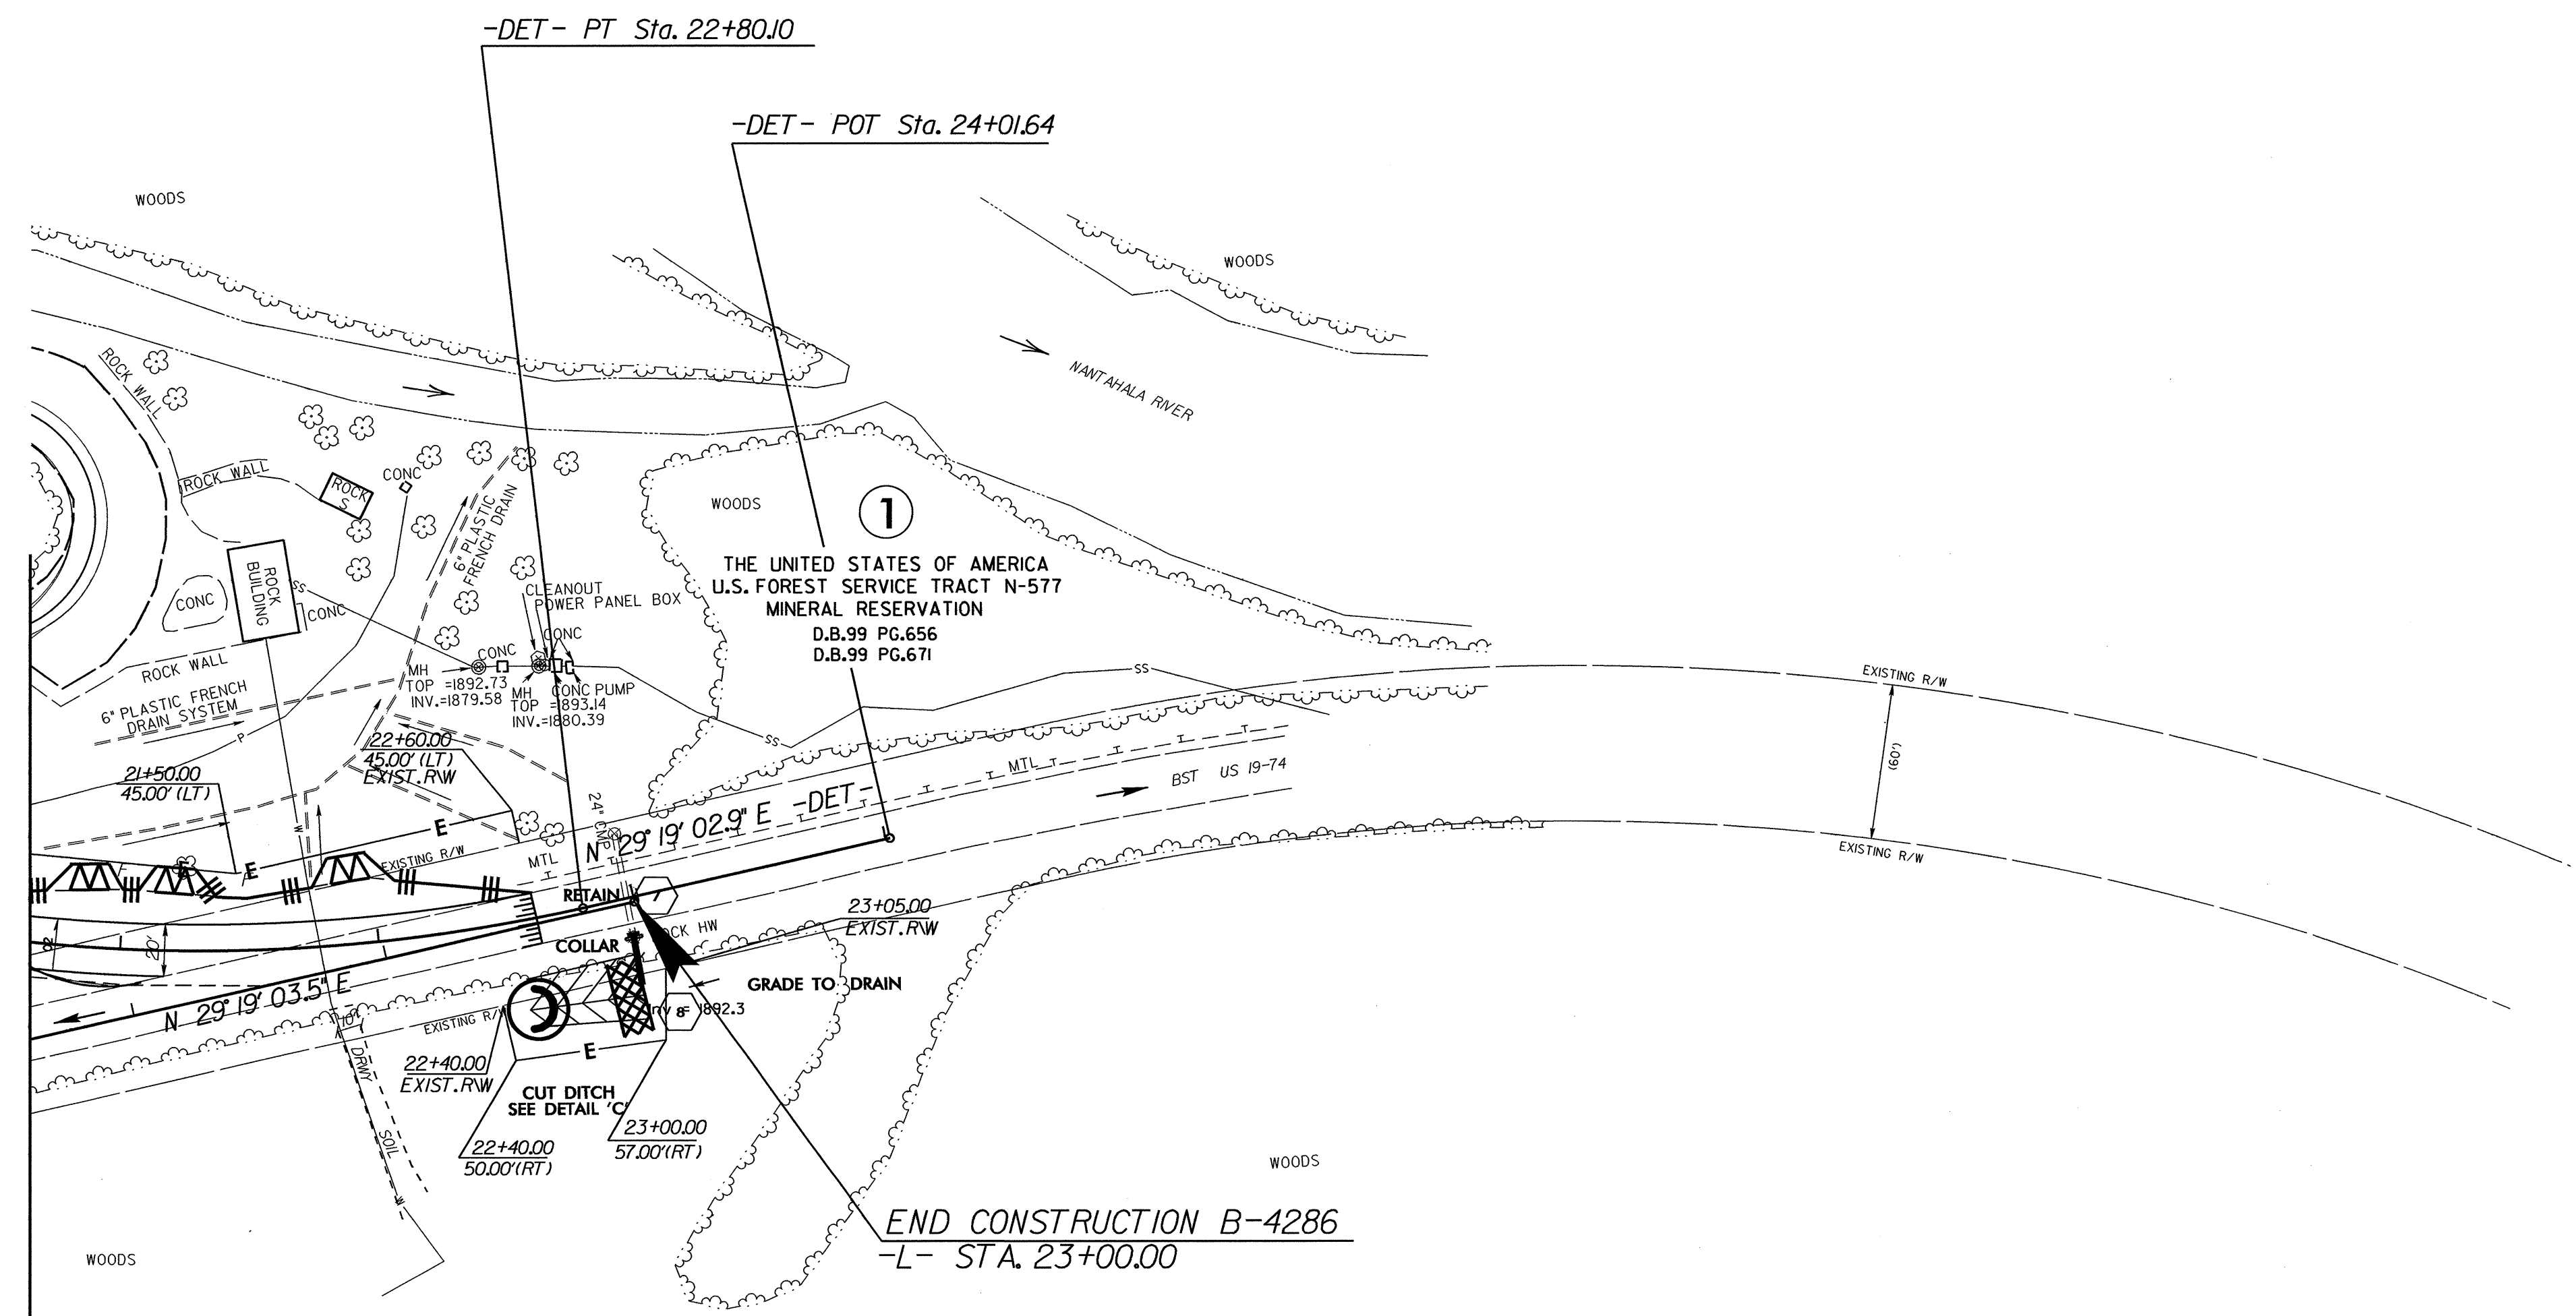 -DET- PT Sta. 22+80.10
-DET- POT Sta. 24+01.64
WOODS
WOODS
NANTAHALA RIVER
ROCK WALL
ROCK WALL
ROCK
S
CONC
6" PLASTIC
FRENCH DRAIN
WOODS
1
THE UNITED STATES OF AMERICA
U.S. FOREST SERVICE TRACT N-577
MINERAL RESERVATION
D.B.99 PG.656
D.B.99 PG.671
ROCK
BUILDING
SS
CONC
CONC
CLEANOUT
POWER PANEL BOX
CONC
CONC
ROCK WALL
MH
TOP =1892.73
INV.=1879.58
MH
TOP =1893.14
INV.=1880.39
CONC PUMP
6" PLASTIC FRENCH
DRAIN SYSTEM
P
SS
SS
EXISTING R/W
(60')
EXISTING R/W
22+60.00
45.00' (LT)
EXIST.R\W
21+50.00
45.00' (LT)
W
24" CMP
T
T
T
T
T
T
T
T
T
T
MTL
BST US 19-74
N 29° 19' 02.9" E -DET-
E
E
EXISTING R/W
MTL
F
RETAIN
7
23+05.00
EXIST.R\W
COLLAR
ROCK HW
20'
GRADE TO DRAIN
N 29° 19' 03.5" E
EXISTING R/W
8
1892.3
22+40.00
EXIST.R\W
E
CUT DITCH
SEE DETAIL 'C'
DRWY
SOIL
W
22+40.00
50.00'(RT)
23+00.00
57.00'(RT)
WOODS
WOODS
END CONSTRUCTION B-4286
-L- STA. 23+00.00